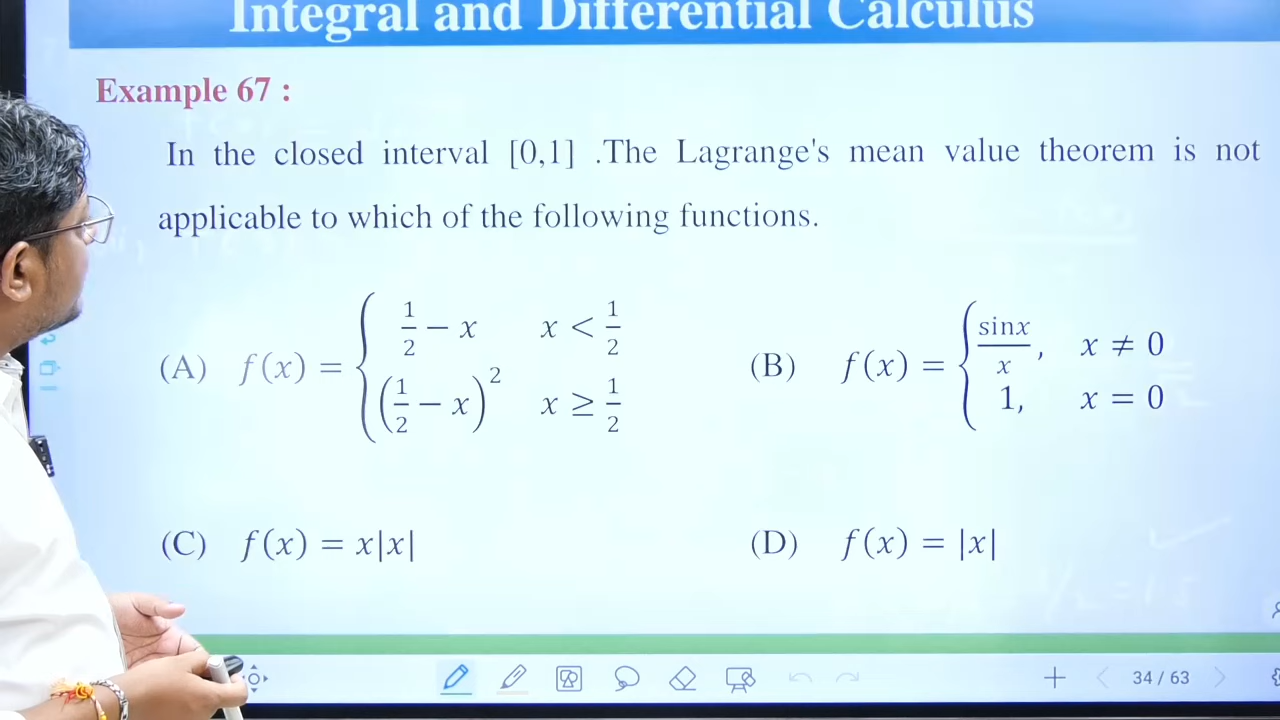 Integral and Differential Calculus
Example 67 :
In the closed interval [0,1] .The Lagrange's mean value theorem is not
applicable to which of the following functions.
(A) f(x) = { 1/2 − x x < 1/2
(1/2 − x)² x ≥ 1/2
(B) f(x) = { sinx/x , x ≠ 0
1, x = 0
(C) f(x) = x|x|
(D) f(x) = |x|
34 / 63